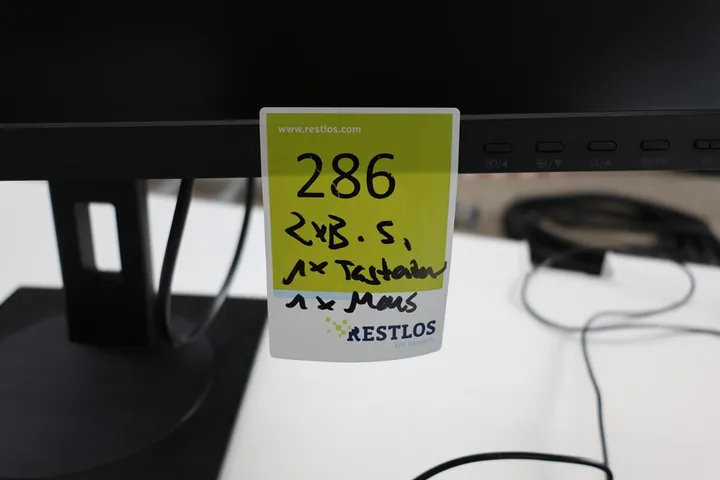 www.restlos.com
286
2xB.S,
1x Tastatur
1x Maus
RESTLOS